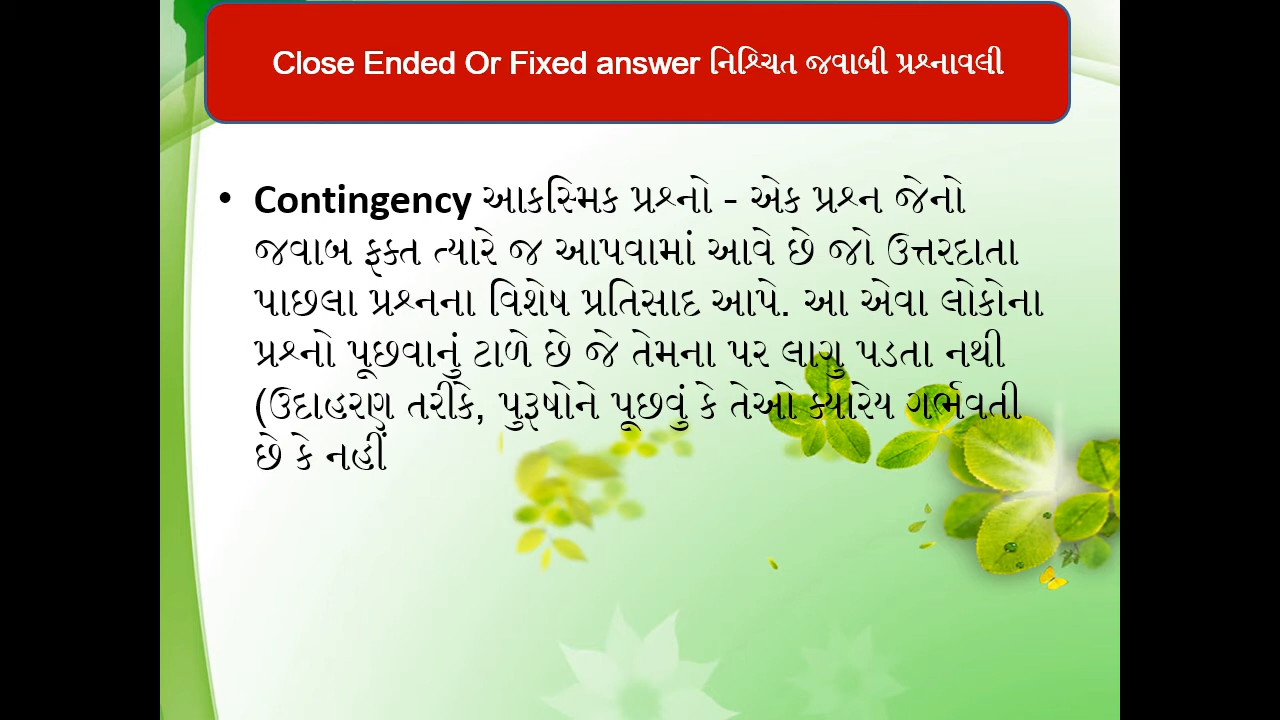 Close Ended Or Fixed answer નિશ્ચિત જવાબી પ્રશ્નાવલી
• Contingency આકસ્મિક પ્રશ્નો - એક પ્રશ્ન જેનો
જવાબ ફક્ત ત્યારે જ આપવામાં આવે છે જો ઉત્તરદાતા
પાછલા પ્રશ્નના વિશેષ પ્રતિસાદ આપે. આ એવા લોકોના
પ્રશ્નો પૂછવાનું ટાળે છે જે તેમના પર લાગુ પડતા નથી
(ઉદાહરણ તરીકે, પુરૂષોને પૂછવું કે તેઓ ક્યારેય ગર્ભવતી
છે કે નહીં